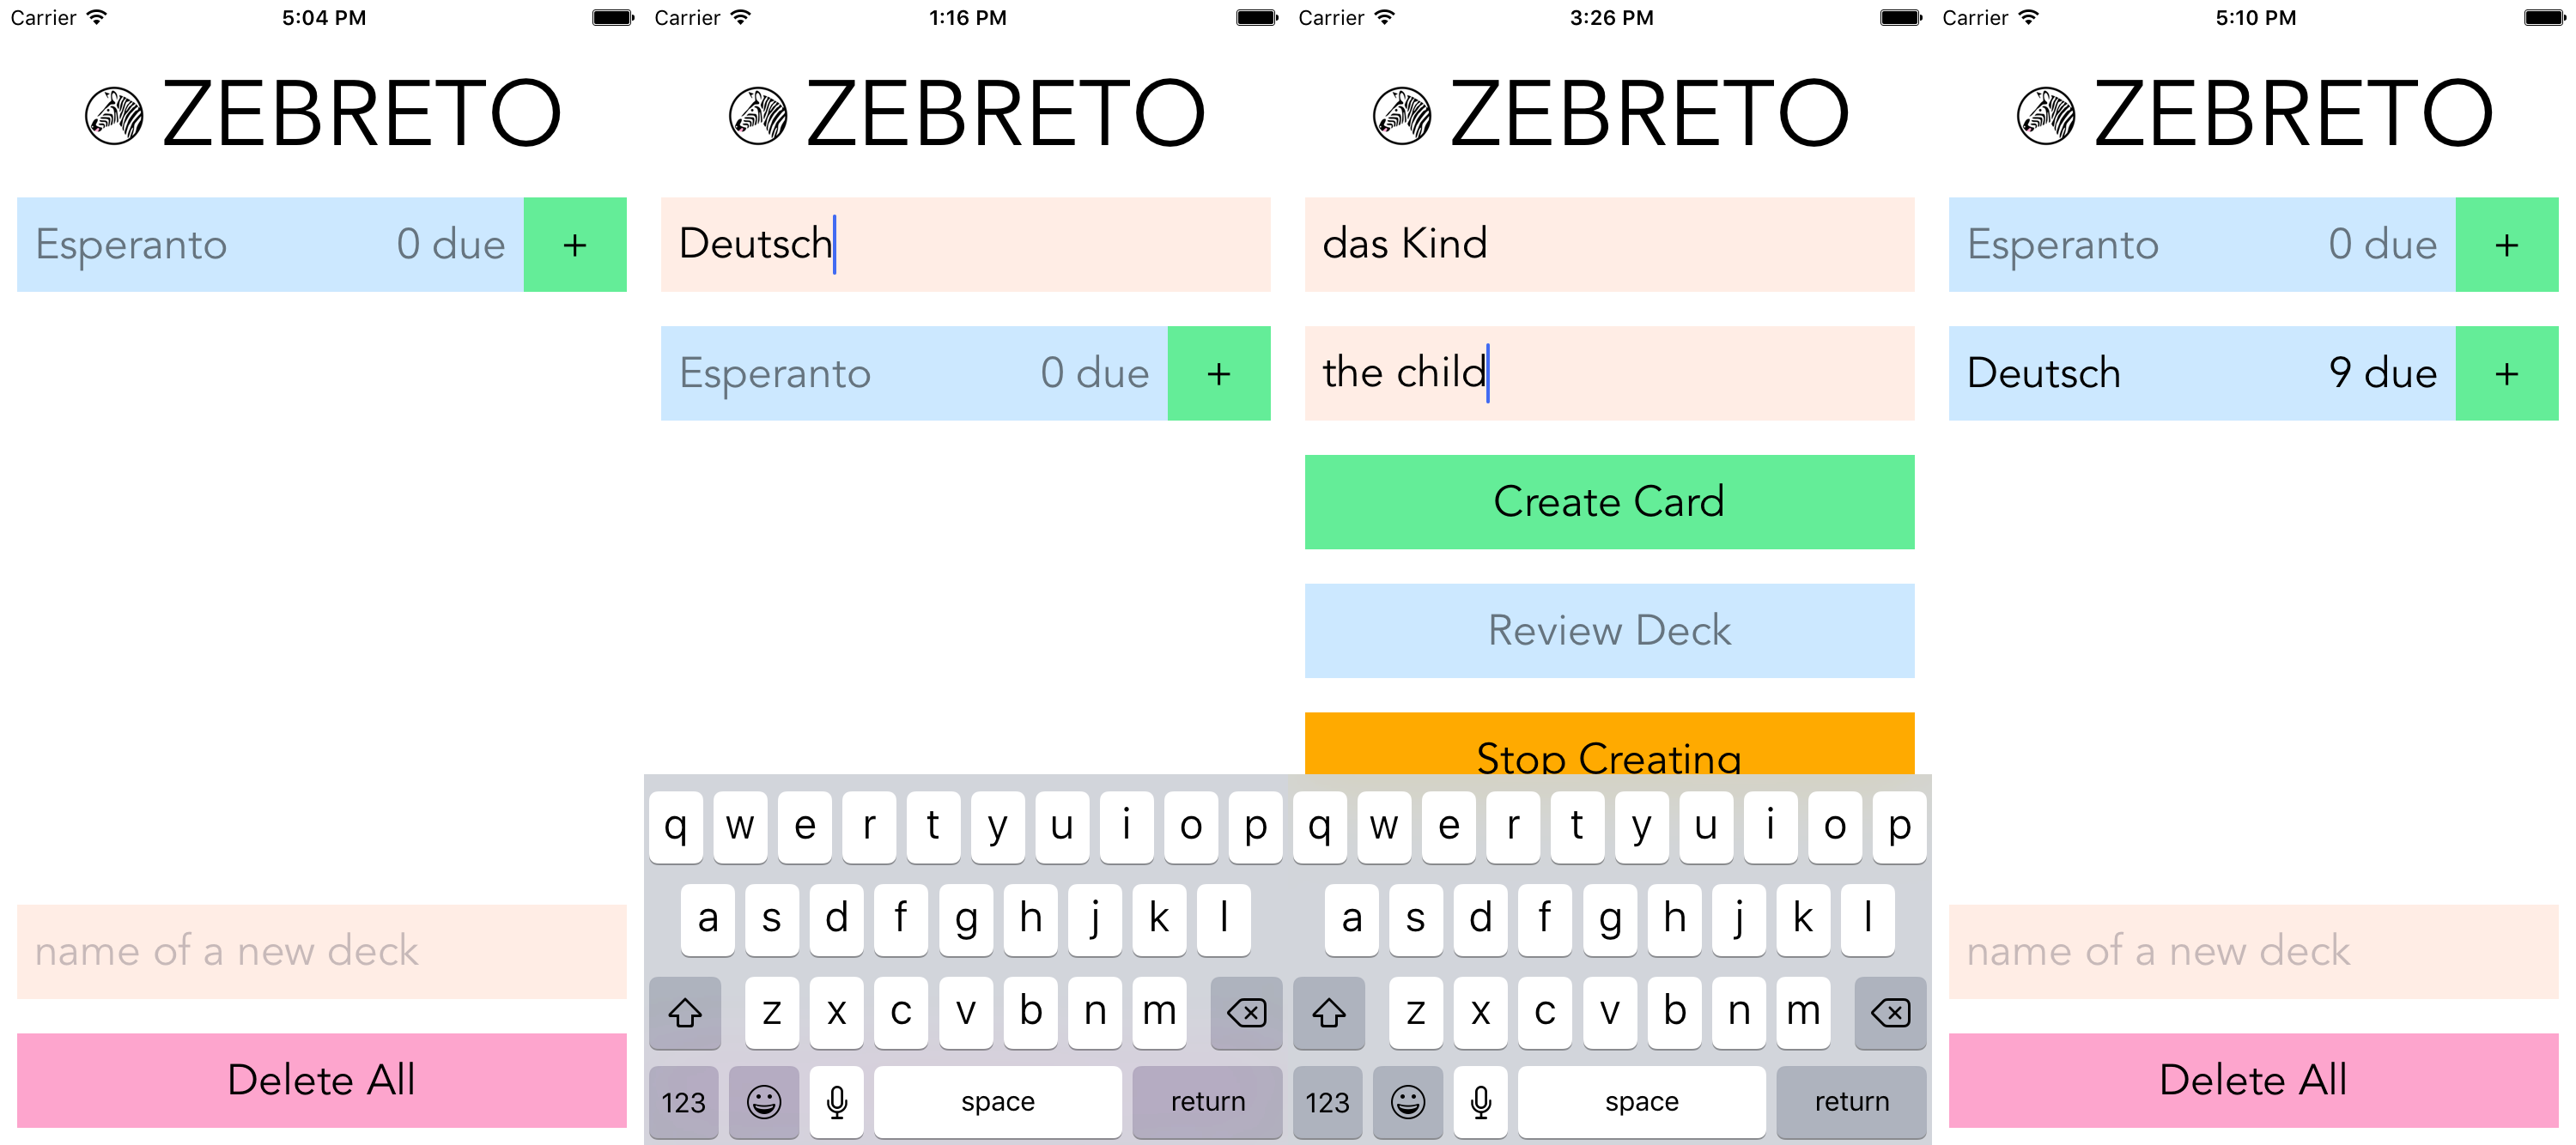 Carrier 5:04 PM
ZEBRETO
Esperanto 0 due +
name of a new deck
Delete All
Carrier 1:16 PM
ZEBRETO
Deutsch
Esperanto 0 due +
q w e r t y u i o p
a s d f g h j k l
z x c v b n m
123 space return
Carrier 3:26 PM
ZEBRETO
das Kind
the child
Create Card
Review Deck
Stop Creating
q w e r t y u i o p
a s d f g h j k l
z x c v b n m
123 space return
Carrier 5:10 PM
ZEBRETO
Esperanto 0 due +
Deutsch 9 due +
name of a new deck
Delete All